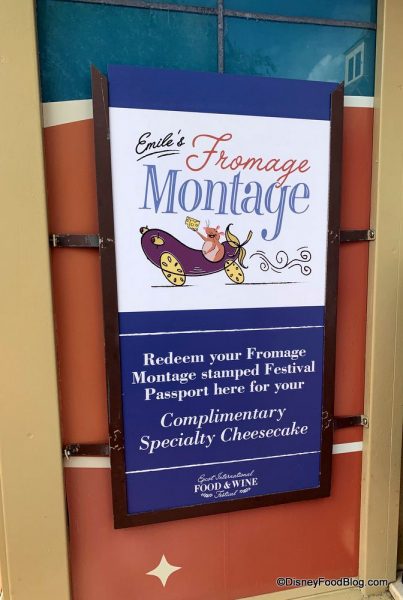 Emile's
Fromage
Montage
Redeem your Fromage
Montage stamped Festival
Passport here for your
Complimentary
Specialty Cheesecake
Epcot International
FOOD & WINE
Festival
©DisneyFoodBlog.com